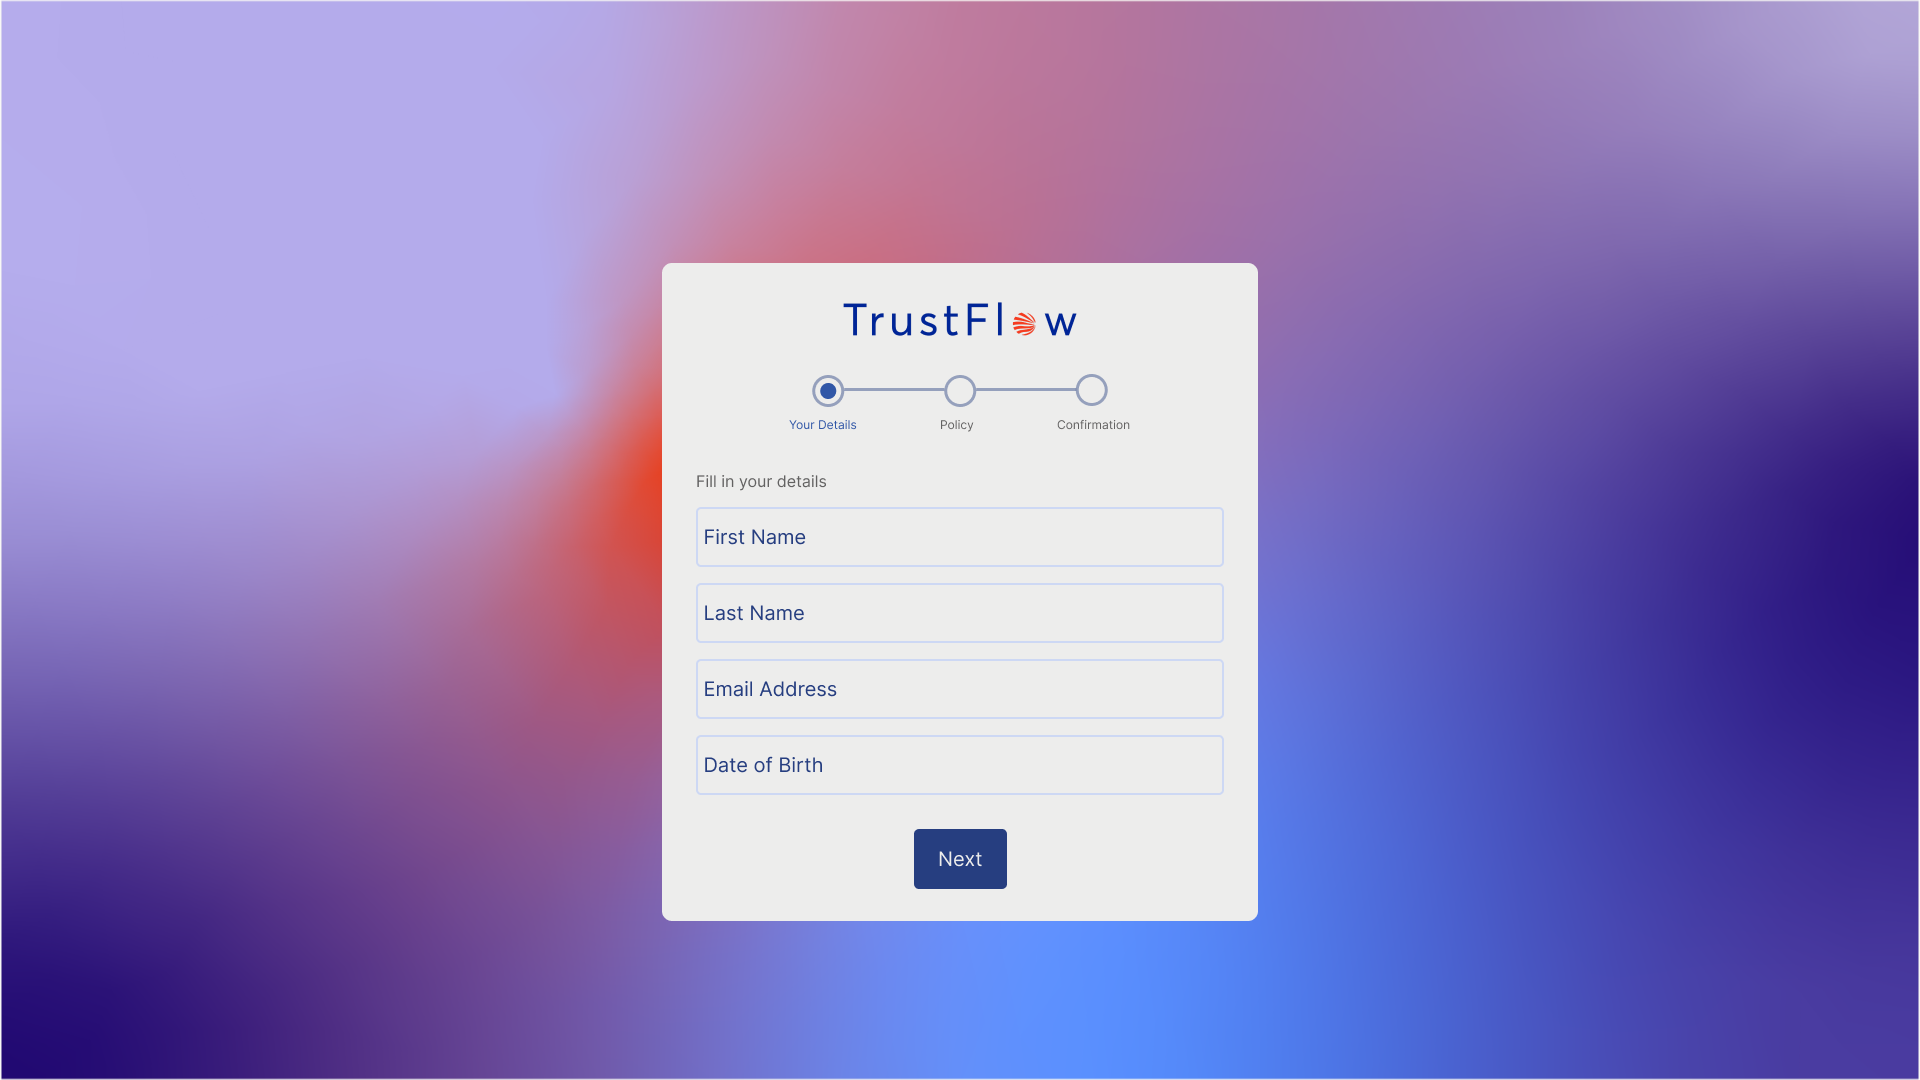 TrustFlow
Your Details Policy Confirmation
Fill in your details
First Name
Last Name
Email Address
Date of Birth
Next